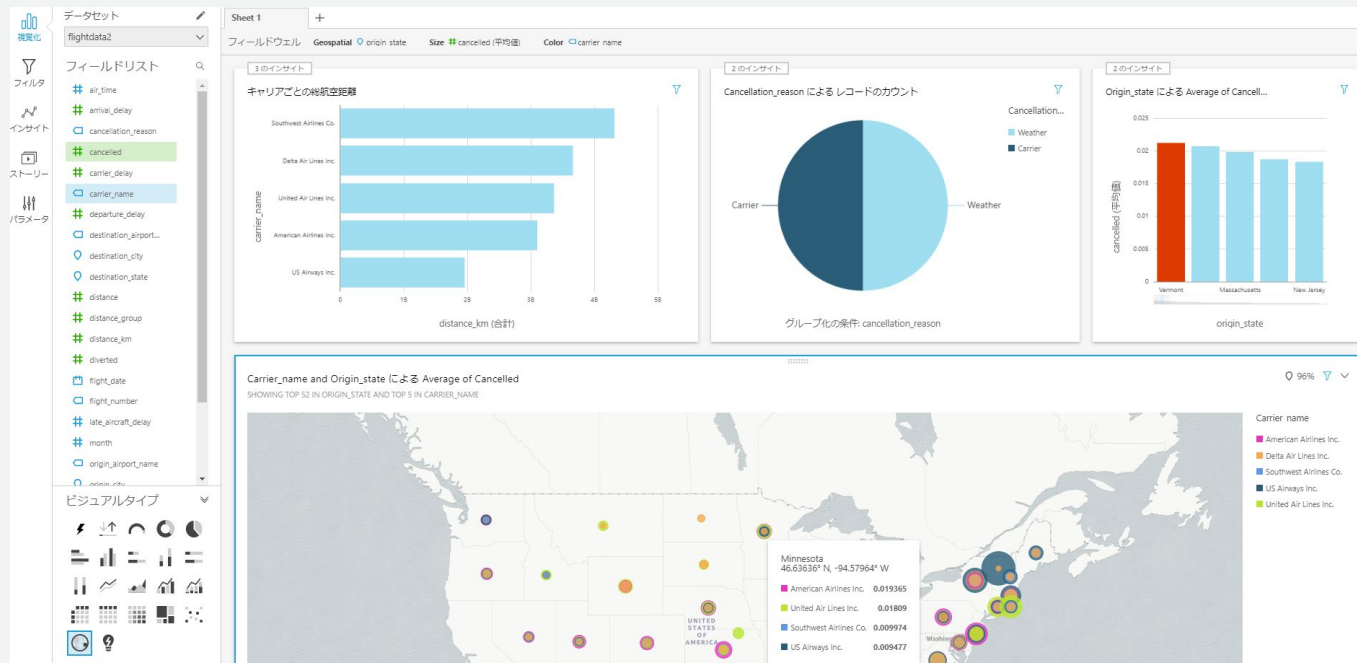 視覚化
フィルタ
インサイト
ストーリー
パラメータ
データセット
flightdata2
フィールドリスト
air_time
arrival_delay
cancellation_reason
cancelled
carrier_delay
carrier_name
departure_delay
destination_airport...
destination_city
destination_state
distance
distance_group
distance_km
diverted
flight_date
flight_number
late_aircraft_delay
month
origin_airport_name
origin_city
ビジュアルタイプ
Sheet 1
フィールドウェル Geospatial origin state Size cancelled (平均値) Color carrier name
3 のインサイト
キャリアごとの総航空距離
carrier_name
Southwest Airlines Co.
Delta Air Lines Inc.
United Air Lines Inc.
American Airlines Inc.
US Airways Inc.
0 1B 2B 3B 4B 5B
distance_km (合計)
2 のインサイト
Cancellation_reason による レコードのカウント
Cancellation...
Weather
Carrier
Carrier
Weather
グループ化の条件: cancellation_reason
2 のインサイト
Origin_state による Average of Cancell...
cancelled (平均値)
0.025
0.02
0.015
0.01
0.005
0
Vermont Massachusetts New Jersey
origin_state
Carrier_name and Origin_state による Average of Cancelled
96%
SHOWING TOP 52 IN ORIGIN_STATE AND TOP 5 IN CARRIER_NAME
Carrier name
American Airlines Inc.
Delta Air Lines Inc.
Southwest Airlines Co.
US Airways Inc.
United Air Lines Inc.
Minnesota
46.63636° N, -94.57964° W
American Airlines Inc. 0.019365
United Air Lines Inc. 0.01809
Southwest Airlines Co. 0.009974
US Airways Inc. 0.009477
UNITED
STATES
OF
AMERICA